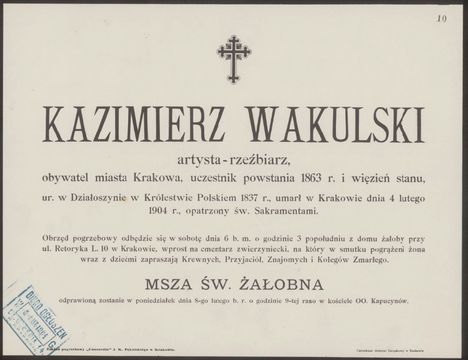 10
KAZIMIERZ WAKULSKI
artysta-rzeźbiarz,
obywatel miasta Krakowa, uczestnik powstania 1863 r. i więzień stanu,
ur. w Działoszynie w Królestwie Polskiem 1837 r., umarł w Krakowie dnia 4 lutego
1904 r., opatrzony św. Sakramentami.
Obrzęd pogrzebowy odbędzie się w sobotę dnia 6 b. m. o godzinie 3 popołudniu z domu żałoby przy
ul. Retoryka L. 10 w Krakowie, wprost na cmentarz zwierzyniecki, na który w smutku pogrążeni żona
wraz z dziećmi zapraszają Krewnych, Przyjaciół, Znajomych i Kolegów Zmarłego.
MSZA ŚW. ŻAŁOBNA
odprawioną zostanie w poniedziałek dnia 8-go lutego b. r. o godzinie 9-tej rano w kościele OO. Kapucynów.
pogrzebowy „Concordia" J. K. Pękalskiego w Krakowie.